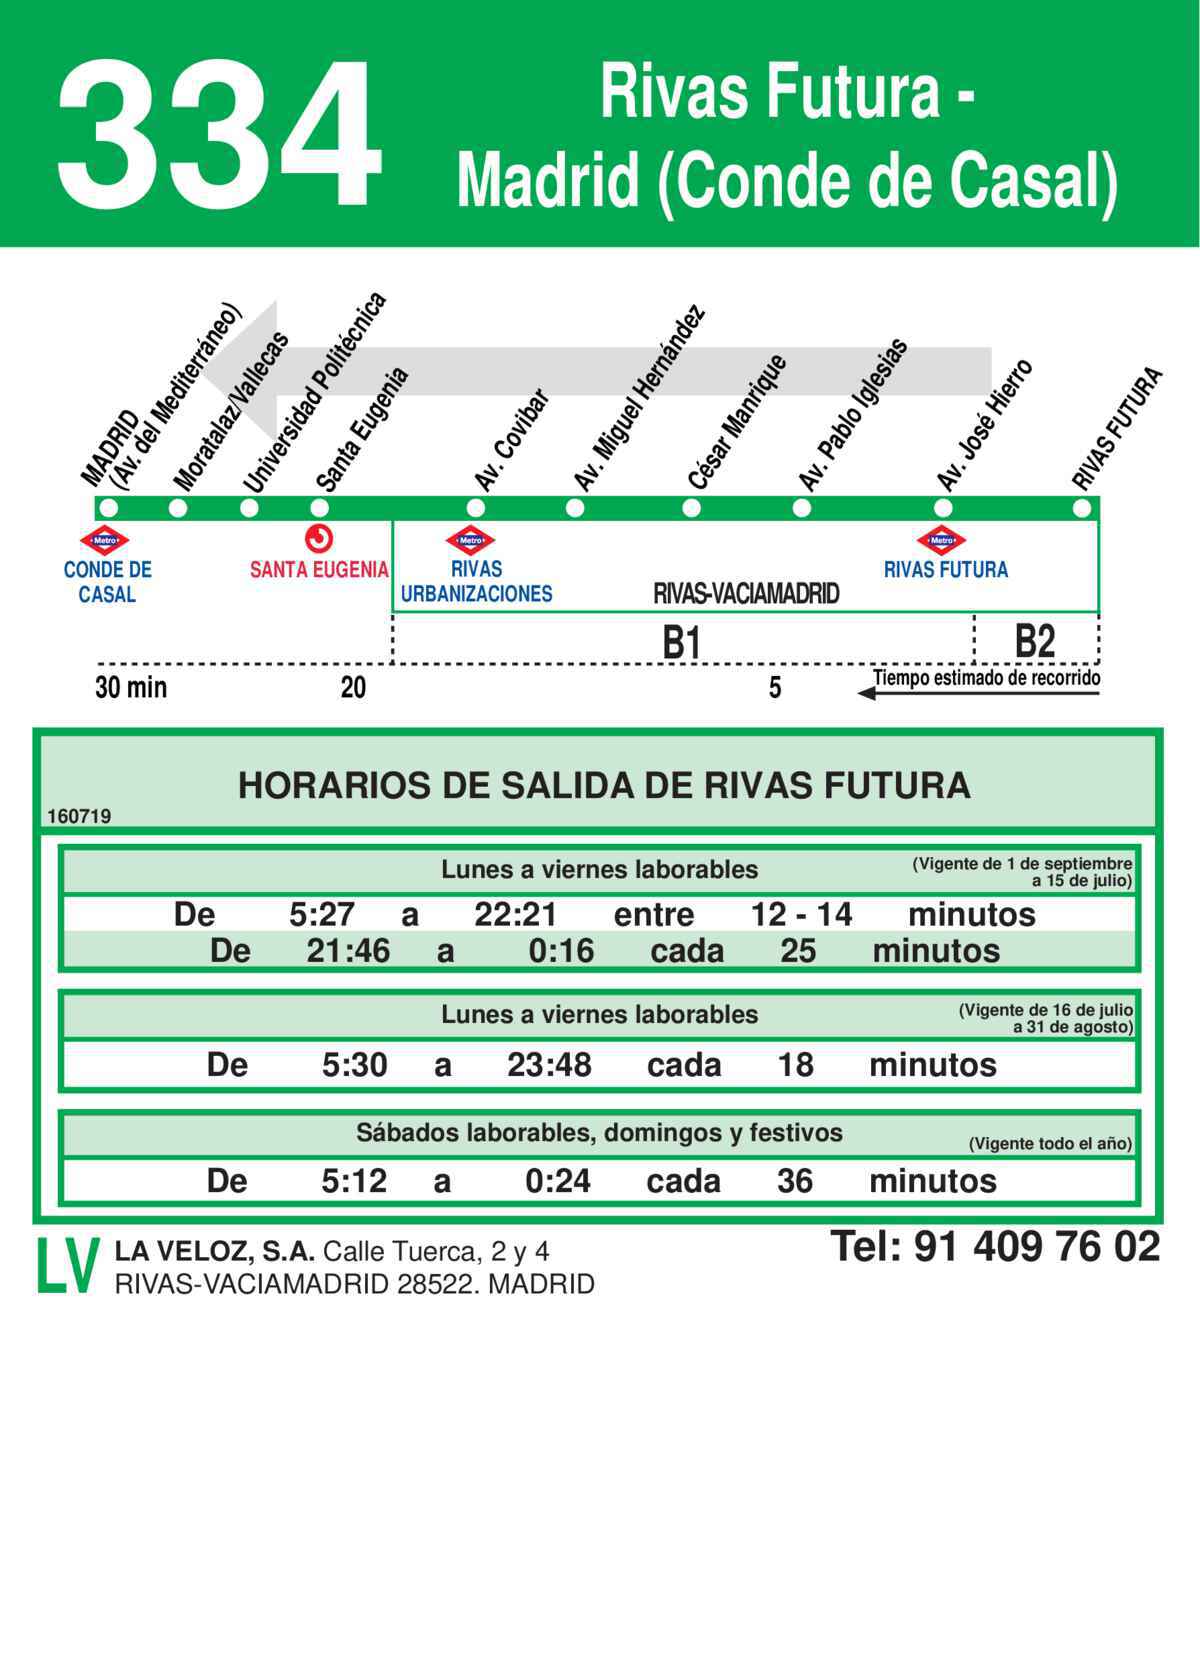 334
Rivas Futura -
Madrid (Conde de Casal)
MADRID
(Av. del Mediterráneo)
Moratalaz/Vallecas
Universidad Politécnica
Santa Eugenia
Av. Covibar
Av. Miguel Hernández
César Manrique
Av. Pablo Iglesias
Av. José Hierro
RIVAS FUTURA
Metro
Metro
Metro
CONDE DE
CASAL
SANTA EUGENIA
RIVAS
URBANIZACIONES
RIVAS FUTURA
RIVAS-VACIAMADRID
B1
B2
30 min
20
5
Tiempo estimado de recorrido
HORARIOS DE SALIDA DE RIVAS FUTURA
160719
Lunes a viernes laborables
(Vigente de 1 de septiembre
a 15 de julio)
De 5:27 a 22:21 entre 12 - 14 minutos
De 21:46 a 0:16 cada 25 minutos
Lunes a viernes laborables
(Vigente de 16 de julio
a 31 de agosto)
De 5:30 a 23:48 cada 18 minutos
Sábados laborables, domingos y festivos
(Vigente todo el año)
De 5:12 a 0:24 cada 36 minutos
LV
LA VELOZ, S.A. Calle Tuerca, 2 y 4
RIVAS-VACIAMADRID 28522. MADRID
Tel: 91 409 76 02